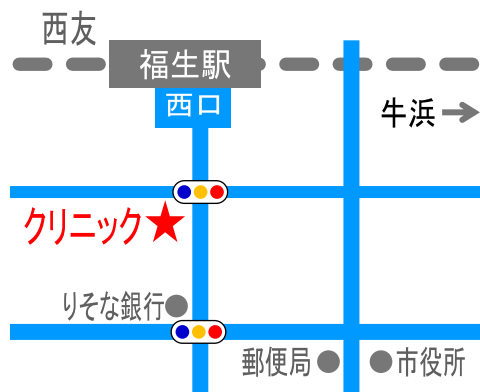 西友
福生駅
西口
牛浜
クリニック
りそな銀行
郵便局
市役所